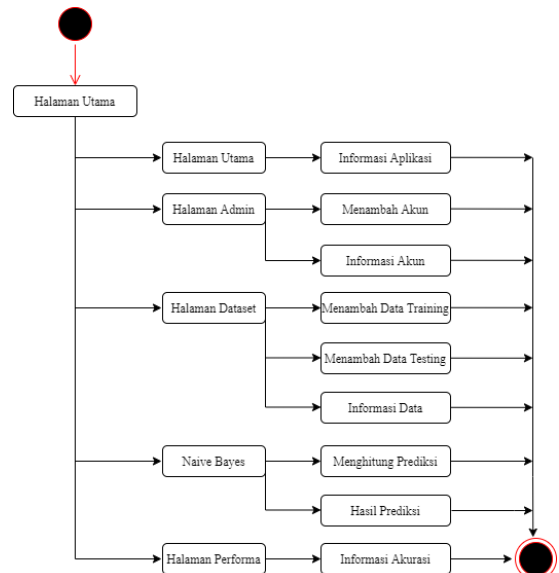 Halaman Utama
Halaman Utama
Informasi Aplikasi
Halaman Admin
Menambah Akun
Informasi Akun
Halaman Dataset
Menambah Data Training
Menambah Data Testing
Informasi Data
Naive Bayes
Menghitung Prediksi
Hasil Prediksi
Halaman Performa
Informasi Akurasi